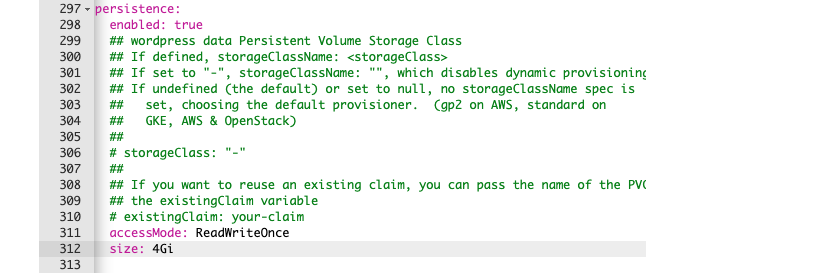 297 persistence:
298 enabled: true
299 ## wordpress data Persistent Volume Storage Class
300 ## If defined, storageClassName: <storageClass>
301 ## If set to "-", storageClassName: "", which disables dynamic provisioning
302 ## If undefined (the default) or set to null, no storageClassName spec is
303 ##   set, choosing the default provisioner.  (gp2 on AWS, standard on
304 ##   GKE, AWS & OpenStack)
305 ##
306 # storageClass: "-"
307 ##
308 ## If you want to reuse an existing claim, you can pass the name of the PVC
309 ## the existingClaim variable
310 # existingClaim: your-claim
311 accessMode: ReadWriteOnce
312 size: 4Gi
313